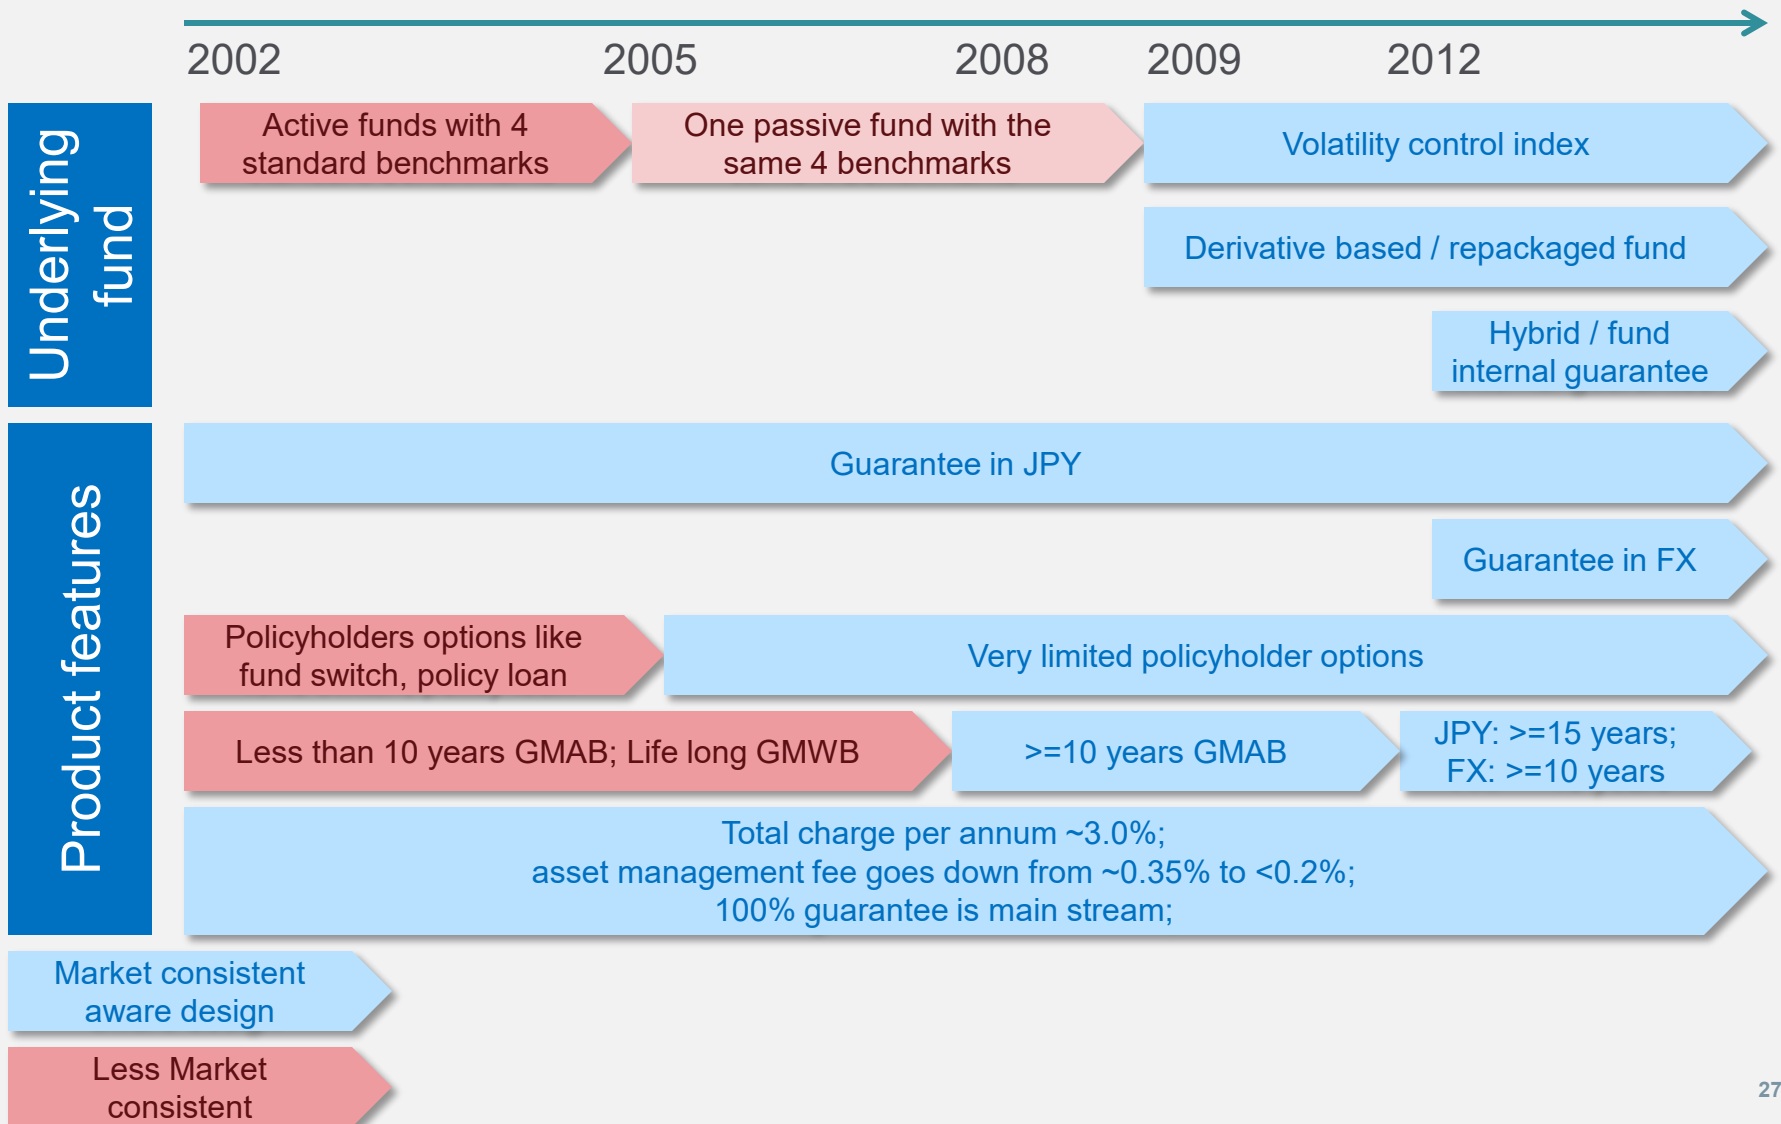 2002
2005
2008
2009
2012
Underlying
fund
Active funds with 4
standard benchmarks
One passive fund with the
same 4 benchmarks
Volatility control index
Derivative based / repackaged fund
Hybrid / fund
internal guarantee
Product features
Guarantee in JPY
Guarantee in FX
Policyholders options like
fund switch, policy loan
Very limited policyholder options
Less than 10 years GMAB; Life long GMWB
>=10 years GMAB
JPY: >=15 years;
FX: >=10 years
Total charge per annum ~3.0%;
asset management fee goes down from ~0.35% to <0.2%;
100% guarantee is main stream;
Market consistent
aware design
Less Market
consistent
27